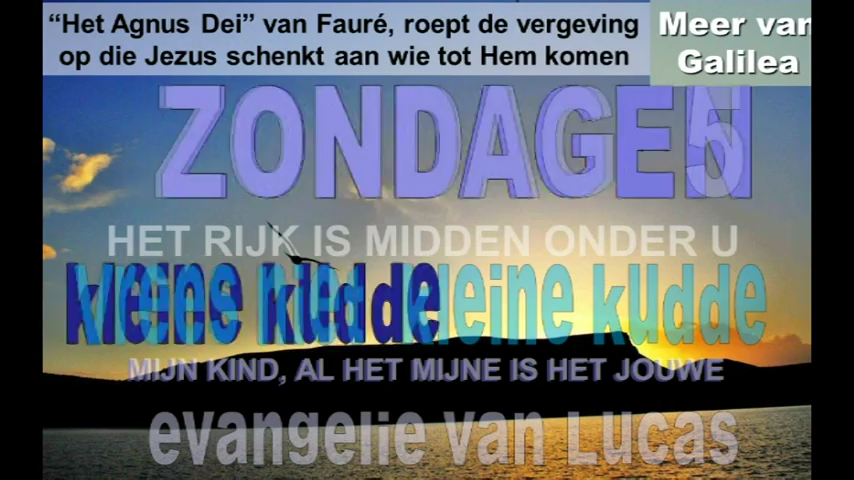 “Het Agnus Dei” van Fauré, roept de vergeving
op die Jezus schenkt aan wie tot Hem komen
Meer van
Galilea
ZONDAGEN
HET RIJK IS MIDDEN ONDER U
kleine kudde
kleine kudde
MIJN KIND, AL HET MIJNE IS HET JOUWE
evangelie van Lucas